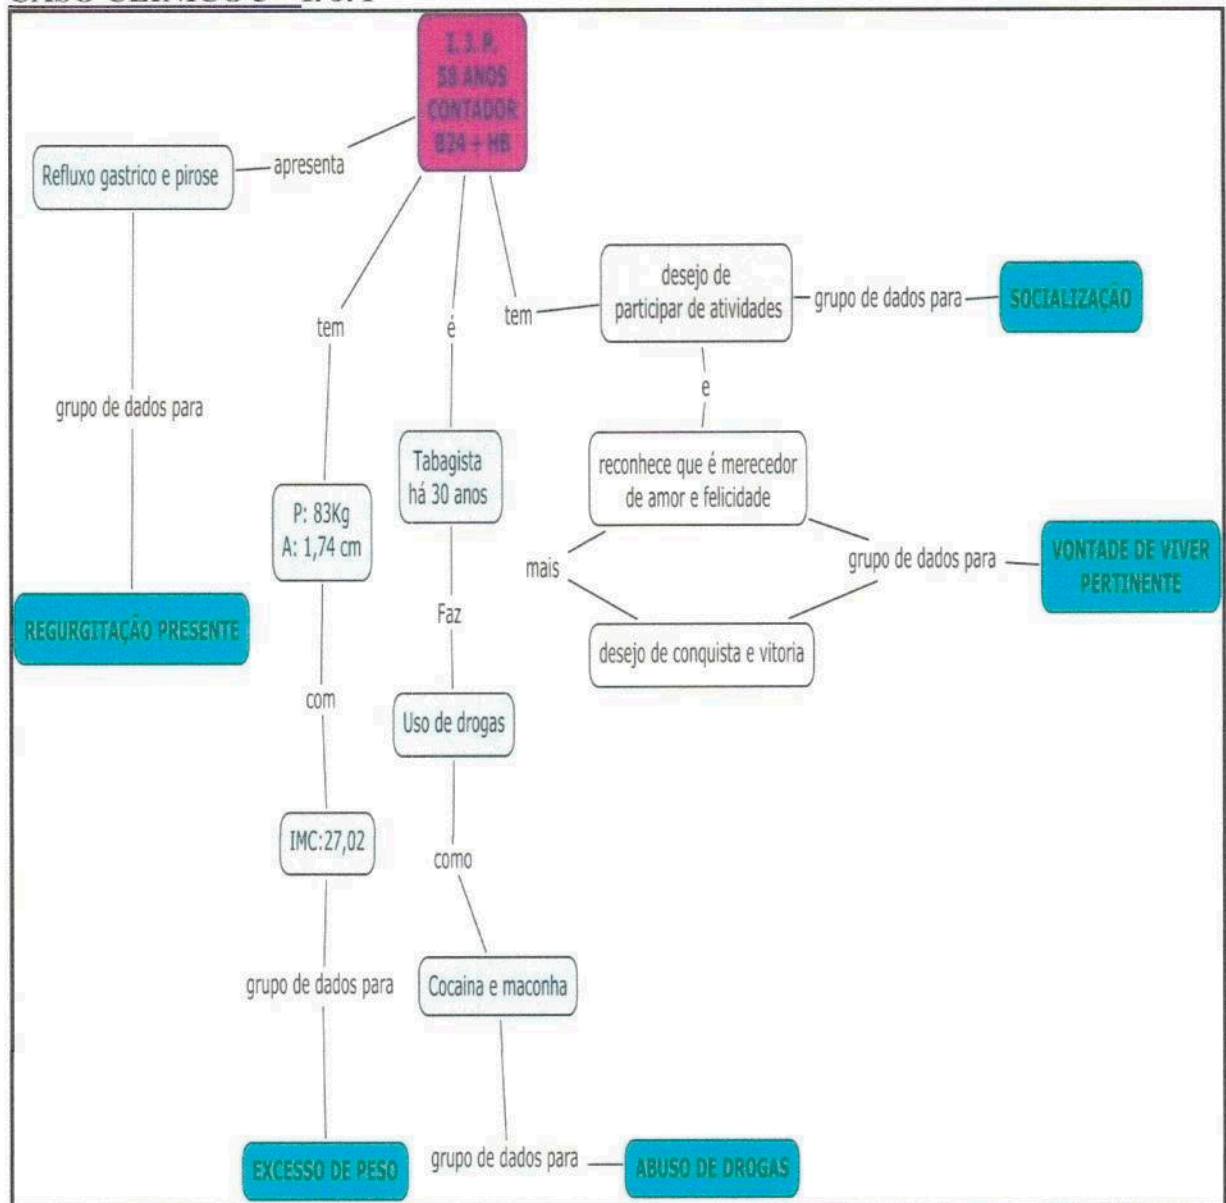 I. J. P.
58 ANOS
CONTADOR
B24 + HB
apresenta
Refluxo gastrico e pirose
grupo de dados para
REGURGITAÇÃO PRESENTE
tem
P: 83Kg
A: 1,74 cm
com
IMC:27,02
grupo de dados para
EXCESSO DE PESO
é
Tabagista
há 30 anos
Faz
Uso de drogas
como
Cocaina e maconha
grupo de dados para
ABUSO DE DROGAS
tem
desejo de
participar de atividades
grupo de dados para
SOCIALIZAÇÃO
e
reconhece que é merecedor
de amor e felicidade
mais
desejo de conquista e vitoria
grupo de dados para
VONTADE DE VIVER
PERTINENTE